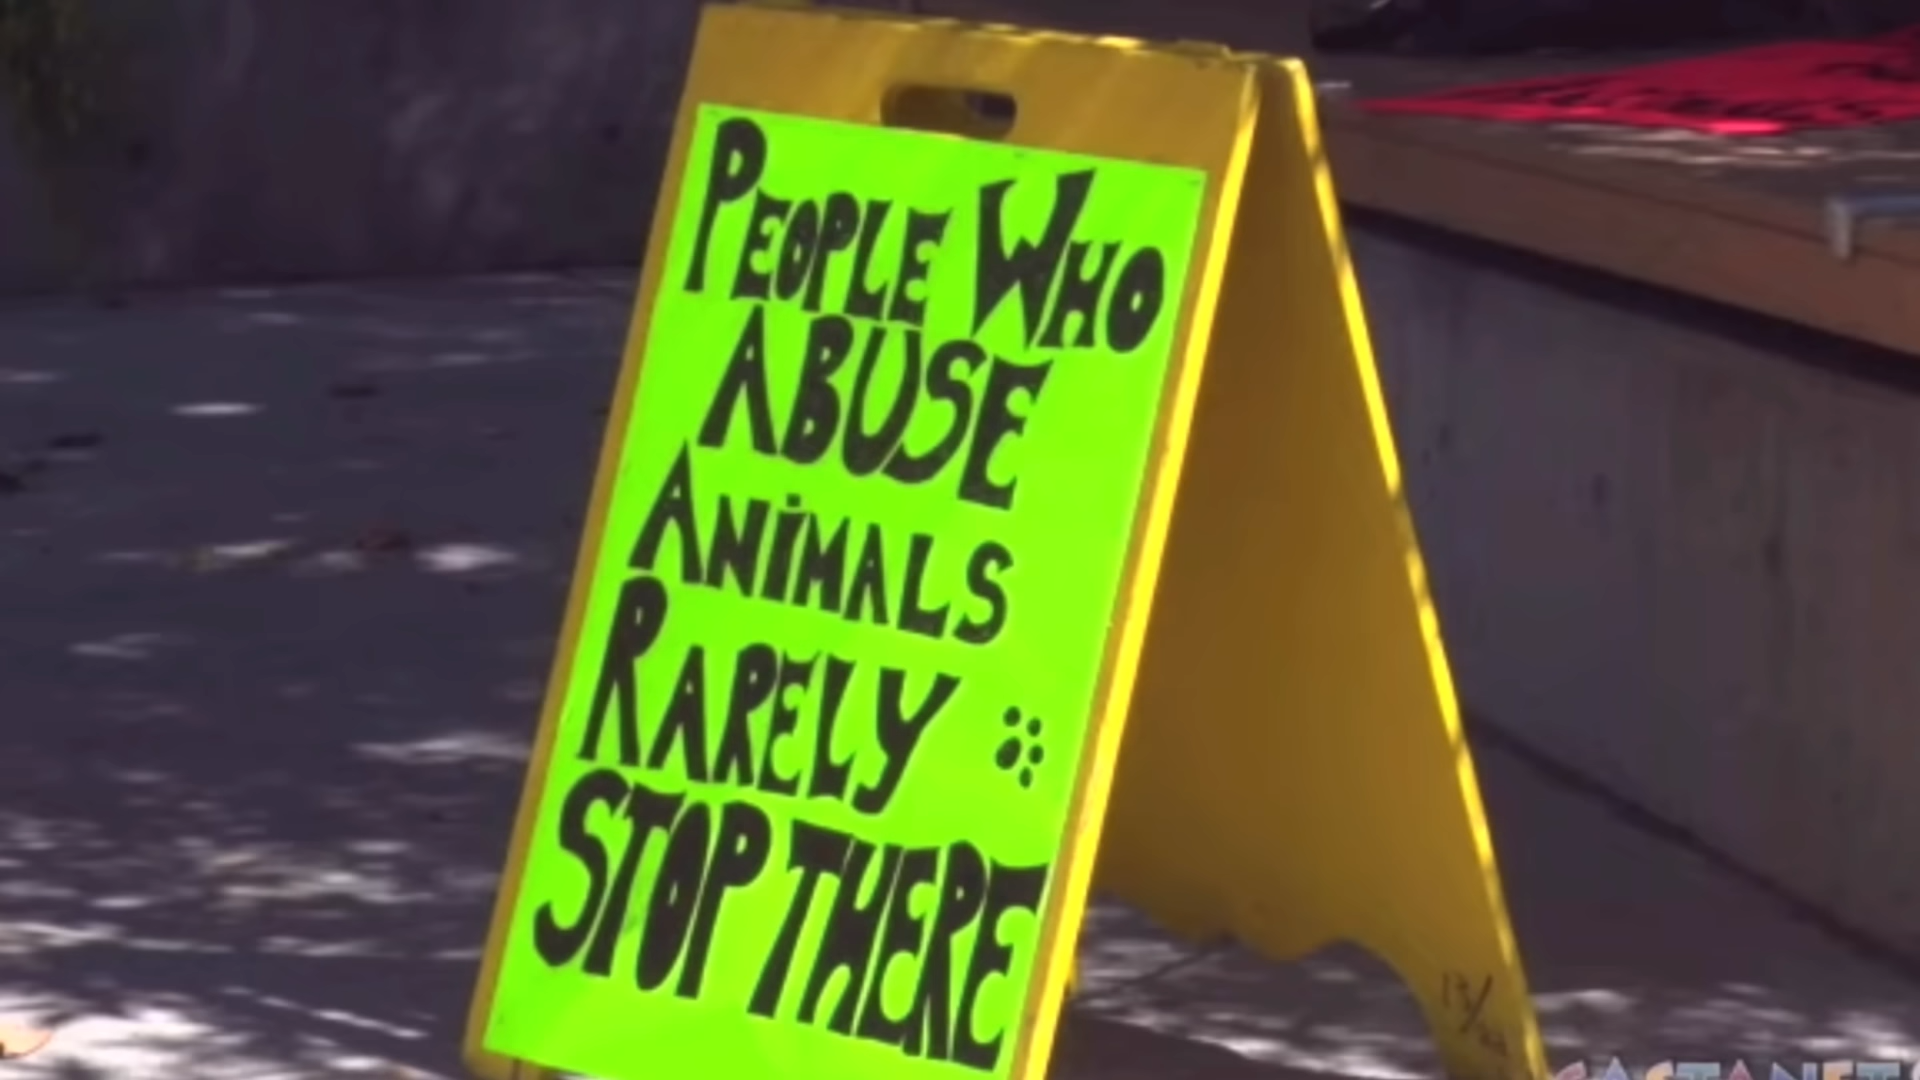 PEOPLE WHO
ABUSE
ANiMALS
RARELY
STOP THERE